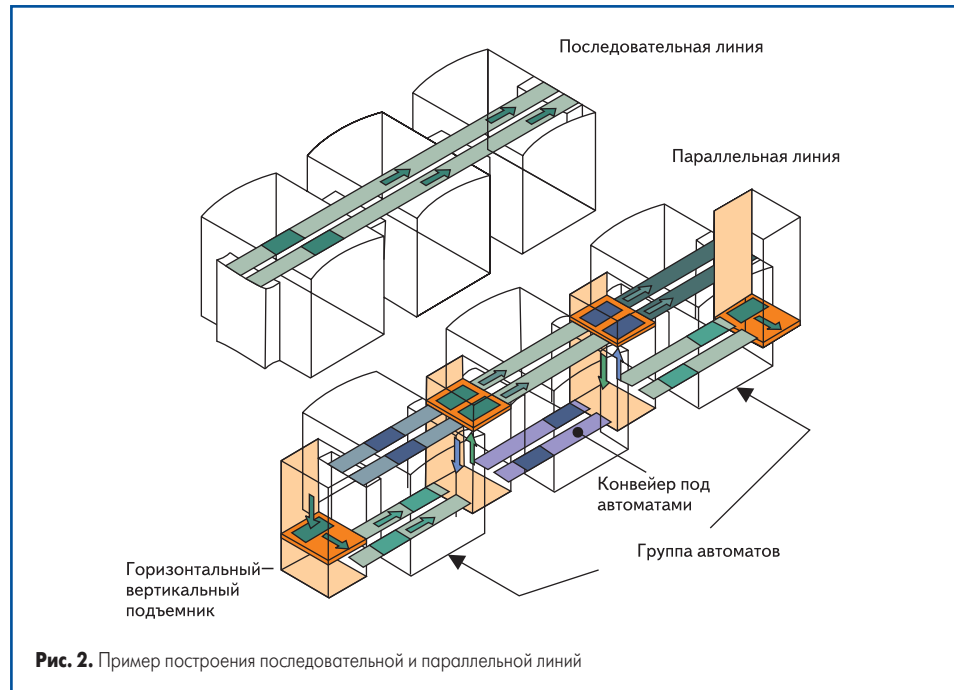 Последовательная линия
Параллельная линия
Конвейер под
автоматами
Группа автоматов
Горизонтальный—
вертикальный
подъемник
Рис. 2. Пример построения последовательной и параллельной линий